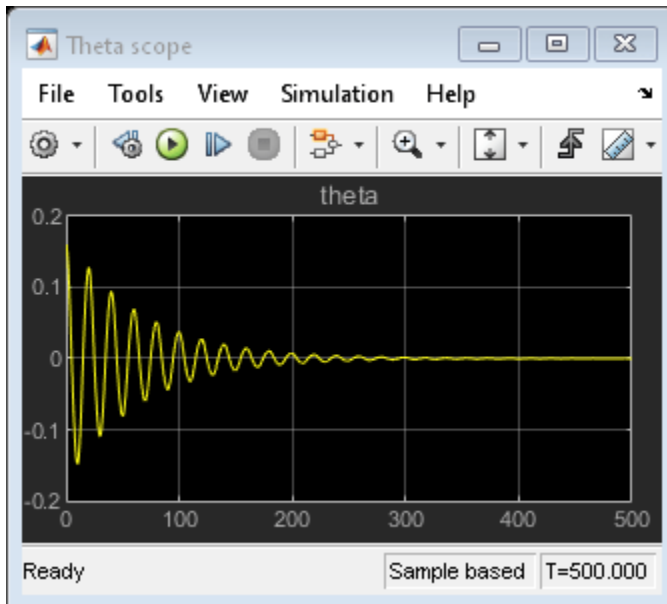 Theta scope
File Tools View Simulation Help
theta
0.2
0.1
0
-0.1
-0.2
0 100 200 300 400 500
Ready Sample based T=500.000